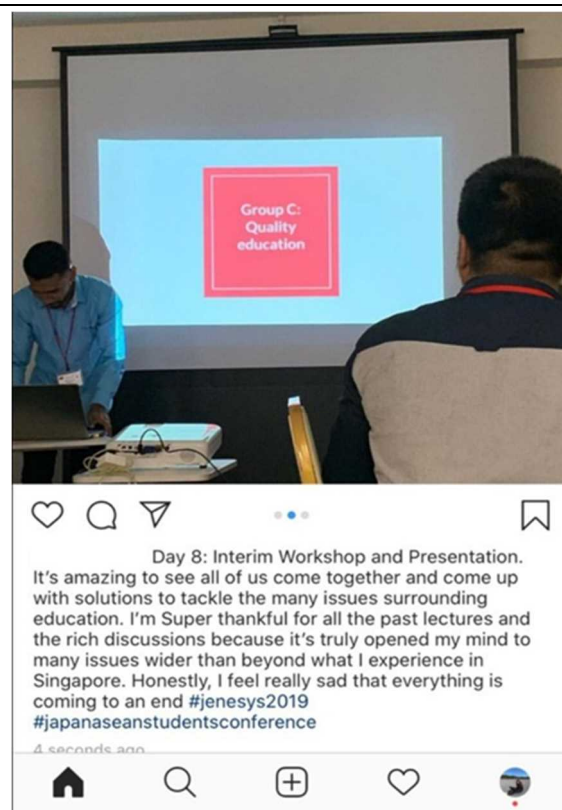 Group C:
Quality
education
Day 8: Interim Workshop and Presentation.
It's amazing to see all of us come together and come up
with solutions to tackle the many issues surrounding
education. I'm Super thankful for all the past lectures and
the rich discussions because it's truly opened my mind to
many issues wider than beyond what I experience in
Singapore. Honestly, I feel really sad that everything is
coming to an end #jenesys2019
#japanaseanstudentsconference
4 seconds ago